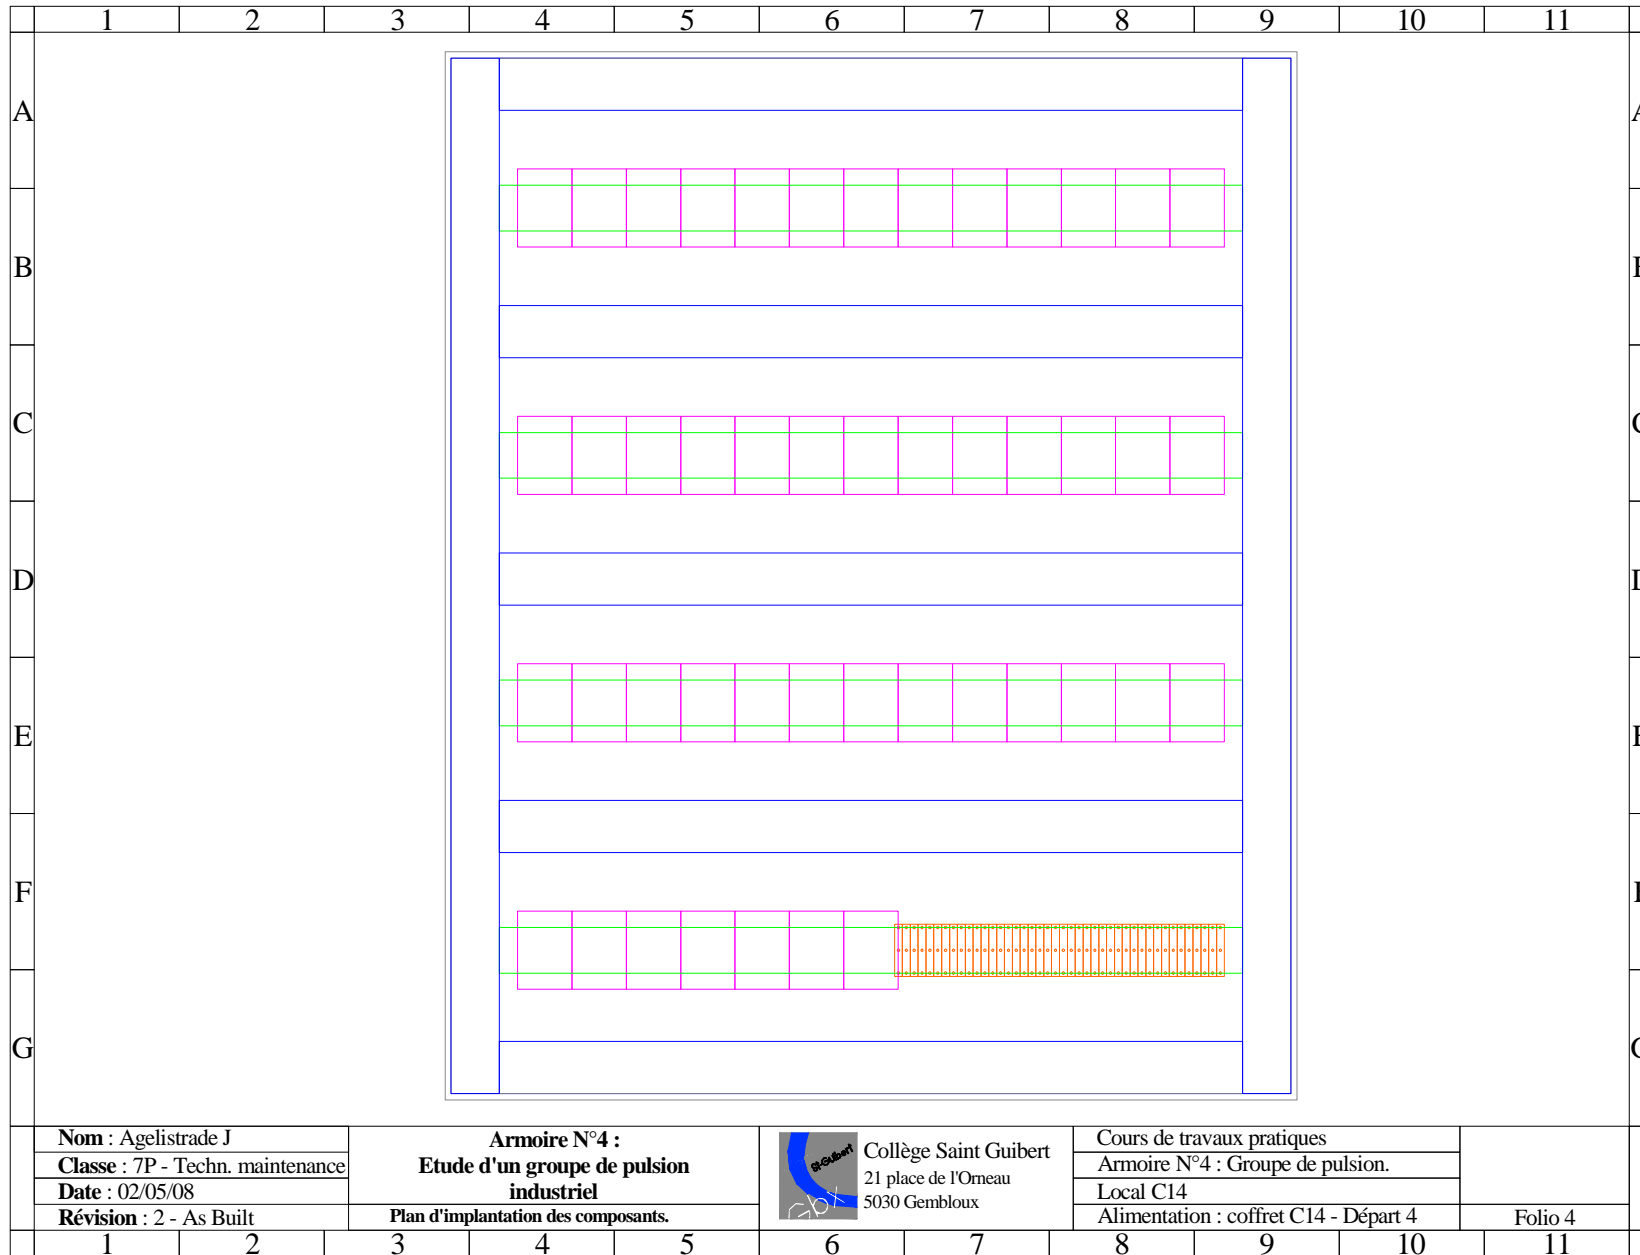 1 2 3 4 5 6 7 8 9 10 11
A
B
C
D
E
F
G
Nom : Agelistrade J
Classe : 7P - Techn. maintenance
Date : 02/05/08
Révision : 2 - As Built
Armoire N°4 :
Etude d'un groupe de pulsion
industriel
Plan d'implantation des composants.
St-Guibert
Gbx
Collège Saint Guibert
21 place de l'Orneau
5030 Gembloux
Cours de travaux pratiques
Armoire N°4 : Groupe de pulsion.
Local C14
Alimentation : coffret C14 - Départ 4
Folio 4
1 2 3 4 5 6 7 8 9 10 11